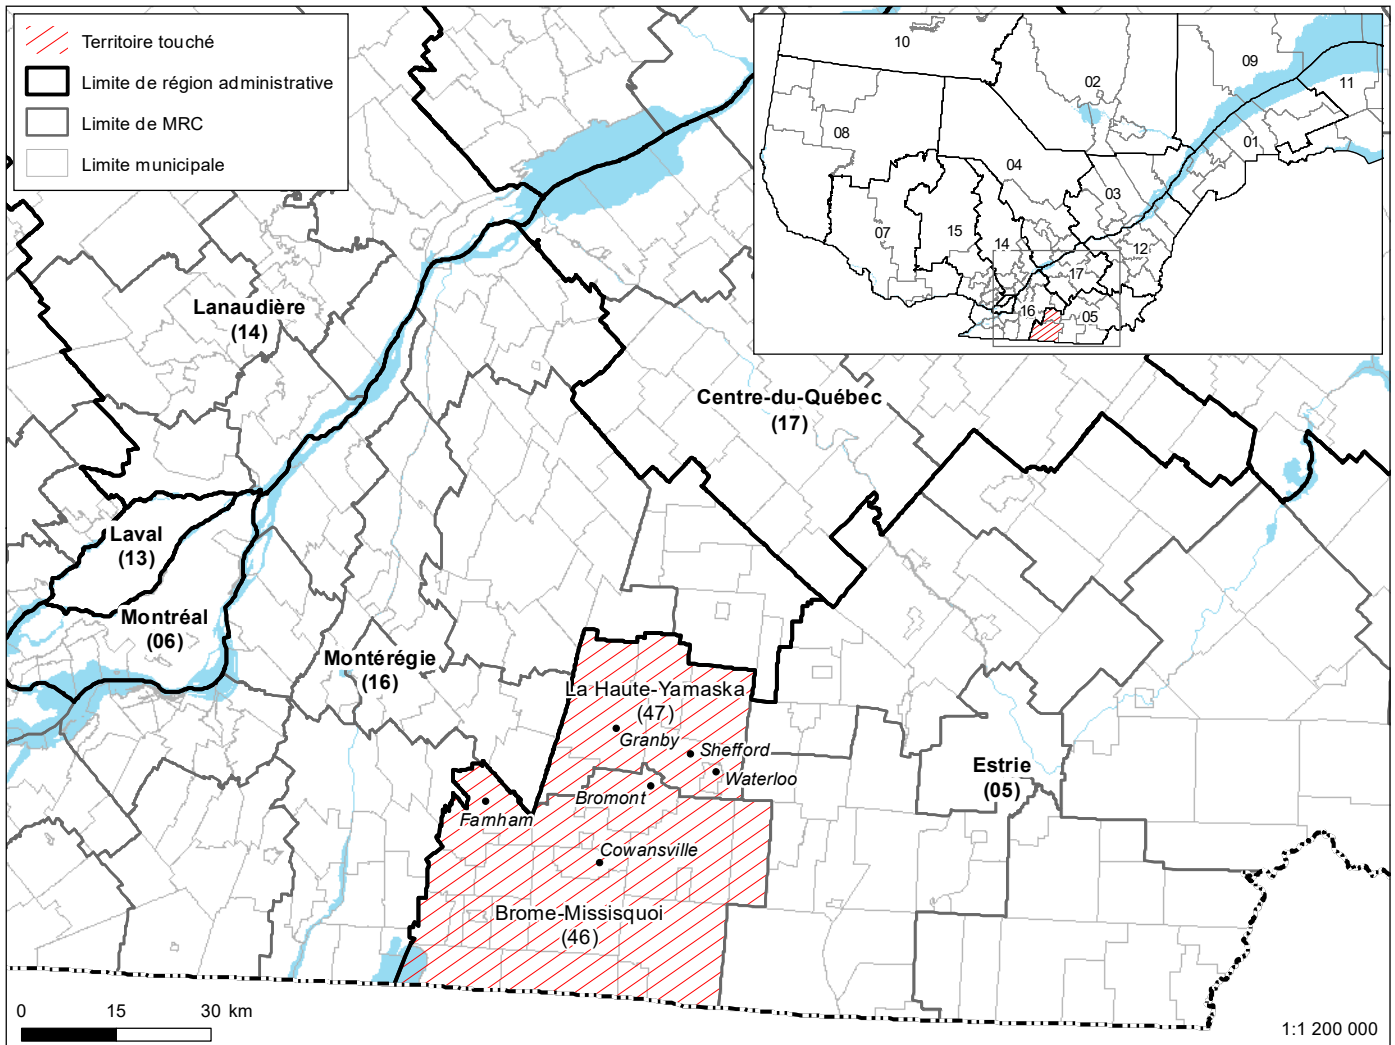 Territoire touché
Limite de région administrative
Limite de MRC
Limite municipale
10
02
09
11
08
01
04
03
07
15
14
12
17
16
05
Lanaudière
(14)
Centre-du-Québec
(17)
Laval
(13)
Montréal
(06)
Montérégie
(16)
La Haute-Yamaska
(47)
Granby
Shefford
Waterloo
Bromont
Farnham
Cowansville
Estrie
(05)
Brome-Missisquoi
(46)
0 15 30 km
1:1 200 000